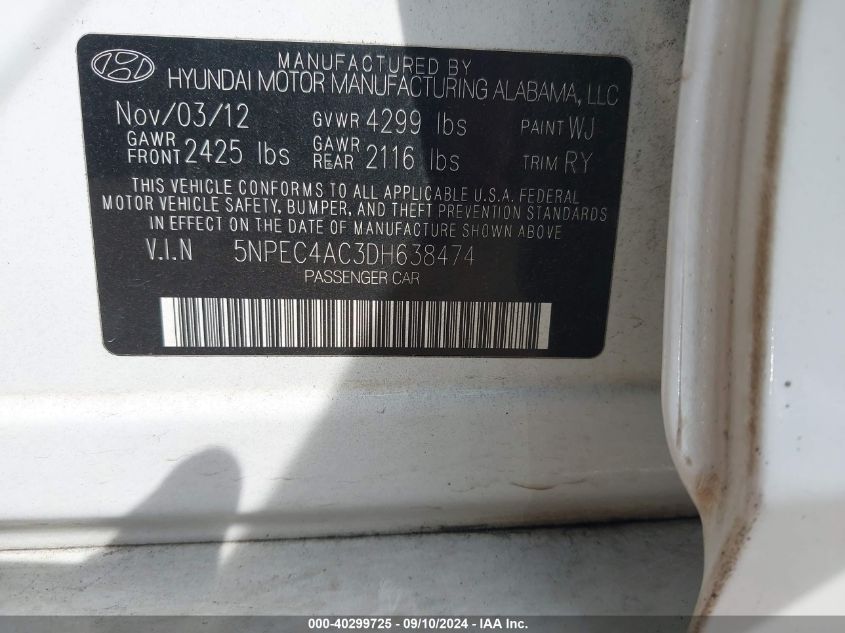 MANUFACTURED BY
HYUNDAI MOTOR MANUFACTURING ALABAMA, LLC
Nov/03/12 GVWR 4299 lbs PAINT WJ
GAWR FRONT 2425 lbs GAWR REAR 2116 lbs TRIM RY
THIS VEHICLE CONFORMS TO ALL APPLICABLE U.S.A. FEDERAL
MOTOR VEHICLE SAFETY, BUMPER, AND THEFT PREVENTION STANDARDS
IN EFFECT ON THE DATE OF MANUFACTURE SHOWN ABOVE
V.I.N 5NPEC4AC3DH638474
PASSENGER CAR
000-40299725 - 09/10/2024 - © IAA Inc.